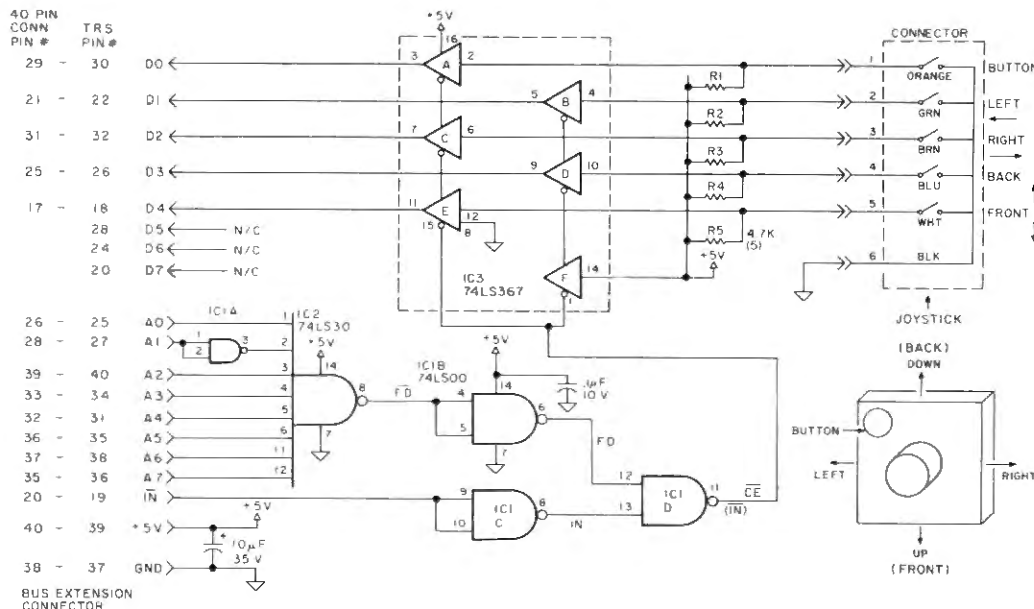 40 PIN CONN PIN #
TRS PIN #
29 - 30 D0
21 - 22 D1
31 - 32 D2
25 - 26 D3
17 - 18 D4
28 D5 N/C
24 D6 N/C
20 D7 N/C
26 - 25 A0
28 - 27 A1
39 - 40 A2
33 - 34 A3
32 - 31 A4
36 - 35 A5
37 - 38 A6
35 - 36 A7
20 - 19 IN
40 - 39 +5V
38 - 37 GND
BUS EXTENSION
CONNECTOR
+5V
16
3 A 2
5 B 4
7 C 6
9 D 10
11 E 12
15 8
F 14
1
IC3
74LS367
R1
R2
R3
R4
R5 4.7K
(5)
+5V
CONNECTOR
1 ORANGE BUTTON
2 GRN LEFT
3 BRN RIGHT
4 BLU BACK
5 WHT FRONT
6 BLK
JOYSTICK
IC1A
1
2
3
IC2
74LS30
+5V
14
1
2
3
4
5
6
11
12
8
7
FD
IC1B
74LS00
+5V
14
4
5
6
7
.1µF
10V
FD
9
10
IC1
C
8
IN
12
13
IC1
D
11
CE
(IN)
+5V
+
10µF
35V
(BACK)
DOWN
BUTTON
LEFT
RIGHT
UP
(FRONT)